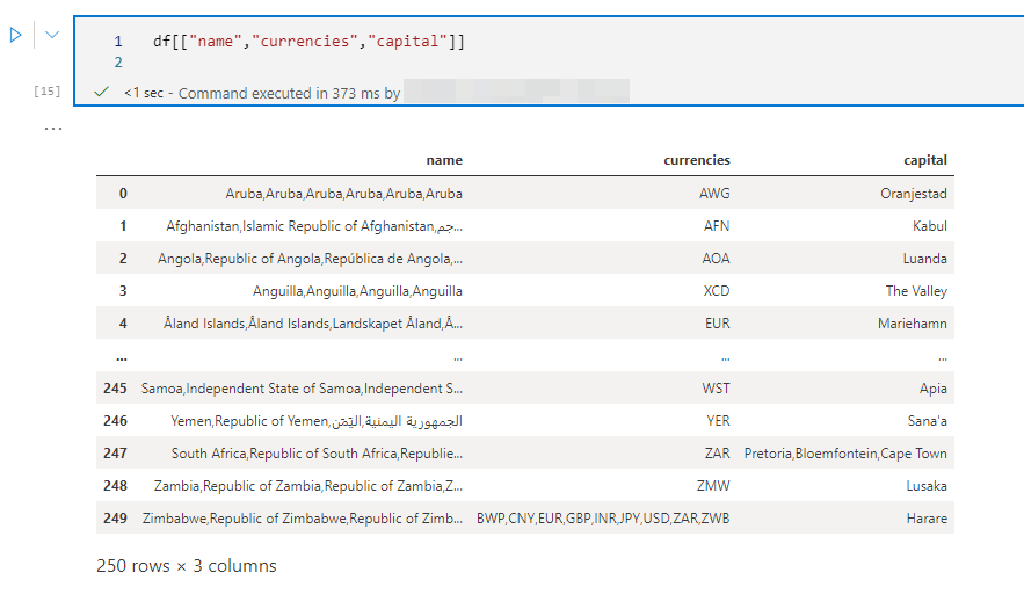 1 df[["name","currencies","capital"]]
2
[15] <1 sec - Command executed in 373 ms by
...
name currencies capital
0 Aruba,Aruba,Aruba,Aruba,Aruba,Aruba AWG Oranjestad
1 Afghanistan,Islamic Republic of Afghanistan,جم... AFN Kabul
2 Angola,Republic of Angola,República de Angola,... AOA Luanda
3 Anguilla,Anguilla,Anguilla,Anguilla XCD The Valley
4 Åland Islands,Åland Islands,Landskapet Åland,Å... EUR Mariehamn
... ... ... ...
245 Samoa,Independent State of Samoa,Independent S... WST Apia
246 Yemen,Republic of Yemen,الجمهورية اليمنية,اليَمَن YER Sana'a
247 South Africa,Republic of South Africa,Republie... ZAR Pretoria,Bloemfontein,Cape Town
248 Zambia,Republic of Zambia,Republic of Zambia,Z... ZMW Lusaka
249 Zimbabwe,Republic of Zimbabwe,Republic of Zimb... BWP,CNY,EUR,GBP,INR,JPY,USD,ZAR,ZWB Harare
250 rows × 3 columns